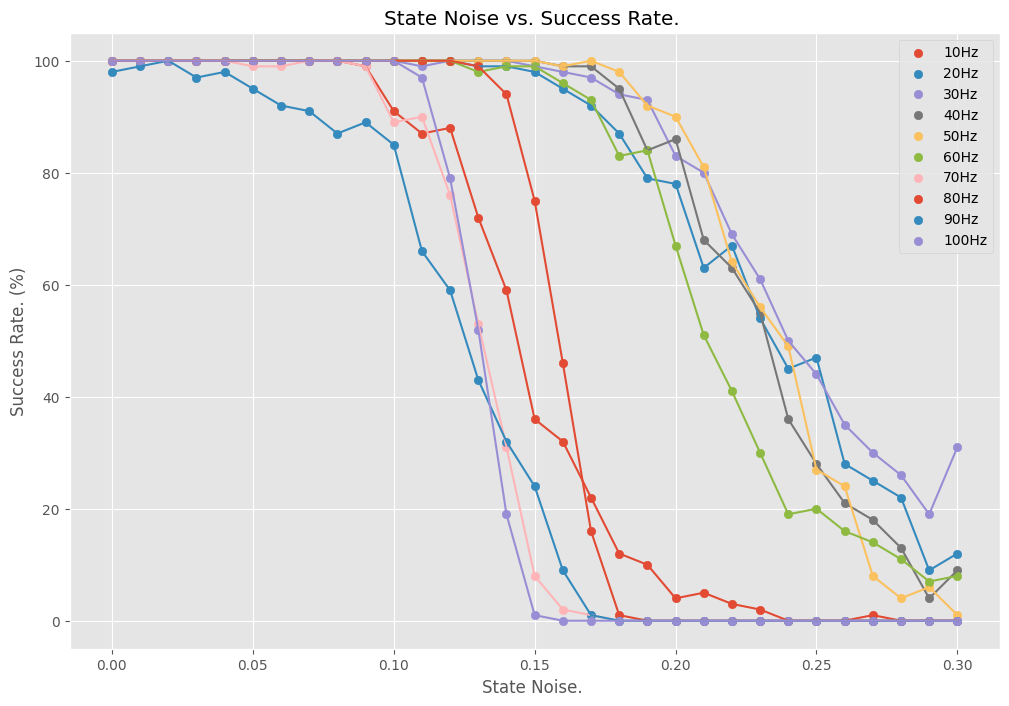 State Noise vs. Success Rate.
100
80
60
40
20
0
Success Rate. (%)
10Hz
20Hz
30Hz
40Hz
50Hz
60Hz
70Hz
80Hz
90Hz
100Hz
0.00 0.05 0.10 0.15 0.20 0.25 0.30
State Noise.